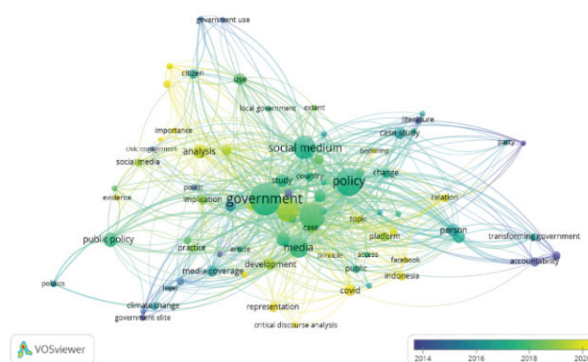 government use
citizen
use
local government
extent
literature
case study
importance
civic engagement
social medium
party
analysis
social media
study
country
change
policy
evidence
implication
government
relation
topic
case
public policy
person
practice
article
media
platform
transforming government
principle
access
facebook
accountability
media coverage
development
public
indonesia
politics
legal
covid
climate change
government elite
representation
critical discourse analysis
VOSviewer
2014
2016
2018